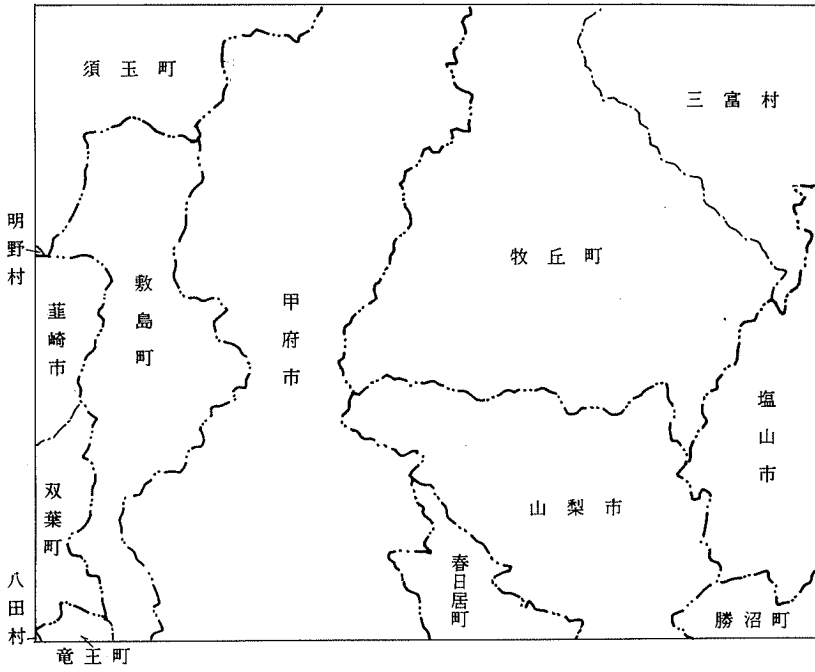 須玉町
三富村
明野村
牧丘町
敷島町
甲府市
韮崎市
塩山市
双葉町
山梨市
春日居町
八田村
勝沼町
竜王町